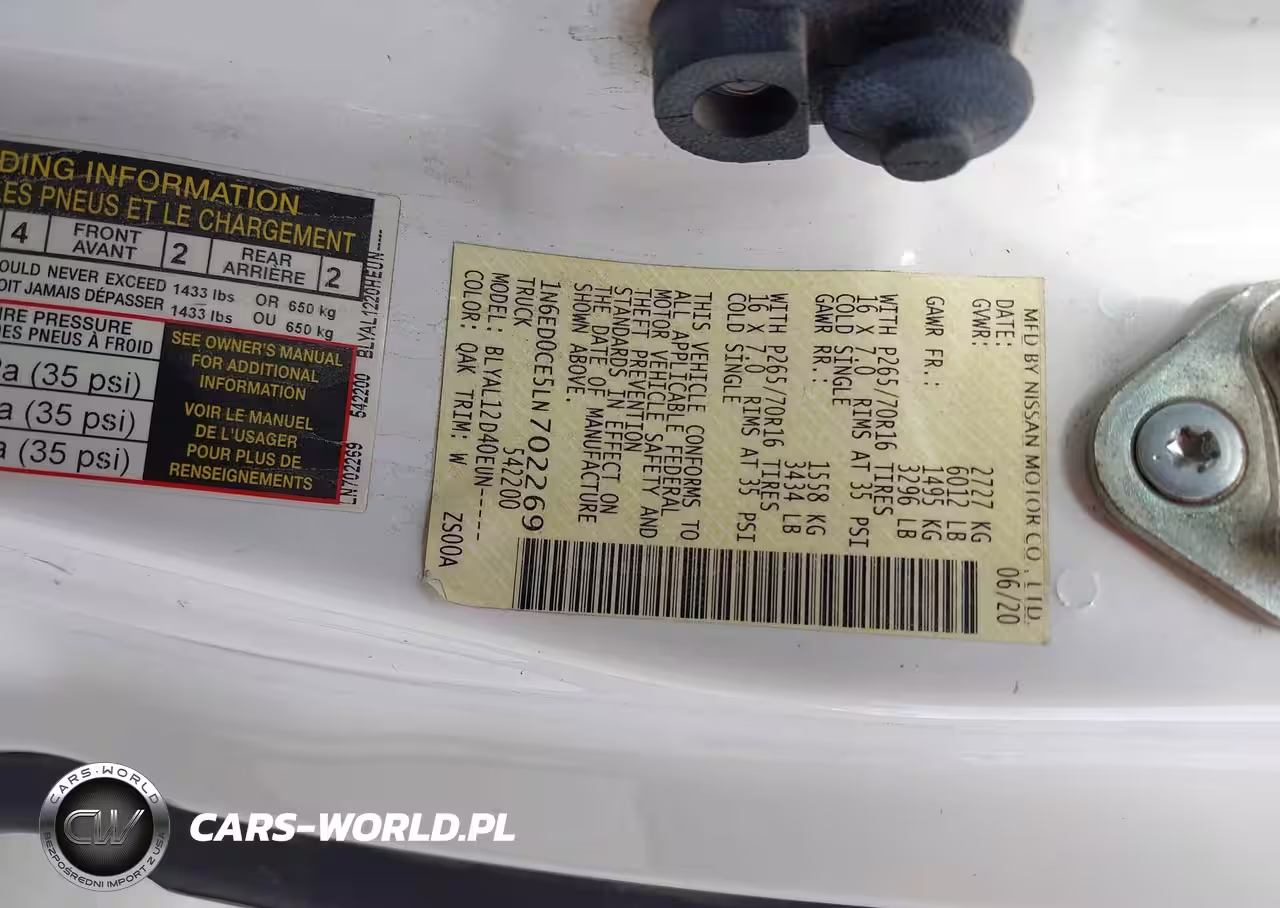 DING INFORMATION
LES PNEUS ET LE CHARGEMENT
4 FRONT AVANT 2 REAR ARRIÈRE 2
OULD NEVER EXCEED 1433 lbs OR 650 kg
OIT JAMAIS DÉPASSER 1433 lbs OU 650 kg
IRE PRESSURE
DES PNEUS À FROID
Pa (35 psi)
a (35 psi)
a (35 psi)
SEE OWNER'S MANUAL
FOR ADDITIONAL
INFORMATION
VOIR LE MANUEL
DE L'USAGER
POUR PLUS DE
RENSEIGNEMENTS
LN702269 542200 BLYAL1220HEUN----
MFD BY NISSAN MOTOR CO., LTD.
DATE: 06/20
GVWR: 2727 KG
6012 LB
GAWR FR.: 1495 KG
3296 LB
WITH P265/70R16 TIRES
16 X 7.0 RIMS AT 35 PSI
COLD SINGLE
GAWR RR.: 1558 KG
3434 LB
WITH P265/70R16 TIRES
16 X 7.0 RIMS AT 35 PSI
COLD SINGLE
THIS VEHICLE CONFORMS TO
ALL APPLICABLE FEDERAL
MOTOR VEHICLE SAFETY AND
THEFT PREVENTION
STANDARDS IN EFFECT ON
THE DATE OF MANUFACTURE
SHOWN ABOVE.
1N6ED0CE5LN702269
TRUCK 542200
MODEL: BLYAL12D40EUN-----
COLOR: QAK TRIM: W ZS00A
CARS-WORLD
CW
BEZPOŚREDNI IMPORT Z USA
CARS-WORLD.PL